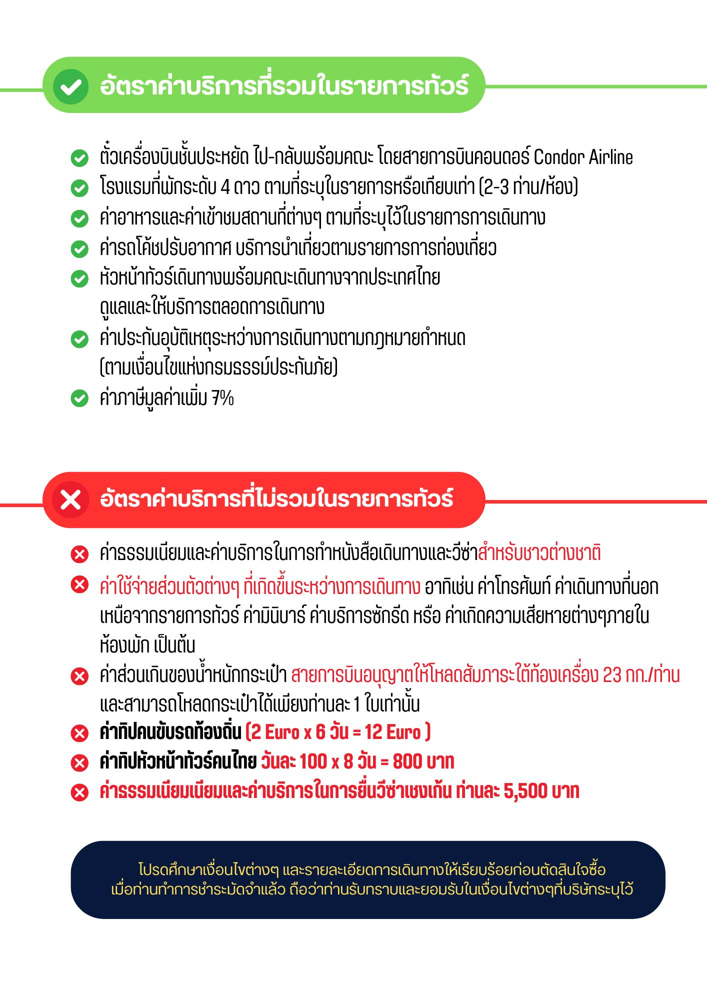 อัตราค่าบริการที่รวมในรายการทัวร์
ตั๋วเครื่องบินชั้นประหยัด ไป-กลับพร้อมคณะ โดยสายการบินคอนดอร์ Condor Airline
โรงแรมที่พักระดับ 4 ดาว ตามที่ระบุในรายการหรือเทียบเท่า (2-3 ท่าน/ห้อง)
ค่าอาหารและค่าเข้าชมสถานที่ต่างๆ ตามที่ระบุไว้ในรายการการเดินทาง
ค่ารถโค้ชปรับอากาศ บริการนำเที่ยวตามรายการการท่องเที่ยว
หัวหน้าทัวร์เดินทางพร้อมคณะเดินทางจากประเทศไทย
ดูแลและให้บริการตลอดการเดินทาง
ค่าประกันอุบัติเหตุระหว่างการเดินทางตามกฎหมายกำหนด
(ตามเงื่อนไขแห่งกรมธรรม์ประกันภัย)
ค่าภาษีมูลค่าเพิ่ม 7%
อัตราค่าบริการที่ไม่รวมในรายการทัวร์
ค่าธรรมเนียมและค่าบริการในการทำหนังสือเดินทางและวีซ่าสำหรับชาวต่างชาติ
ค่าใช้จ่ายส่วนตัวต่างๆ ที่เกิดขึ้นระหว่างการเดินทาง อาทิเช่น ค่าโทรศัพท์ ค่าเดินทางที่นอก
เหนือจากรายการทัวร์ ค่ามินิบาร์ ค่าบริการซักรีด หรือ ค่าเกิดความเสียหายต่างๆภายใน
ห้องพัก เป็นต้น
ค่าส่วนเกินของน้ำหนักกระเป๋า สายการบินอนุญาตให้โหลดสัมภาระใต้ท้องเครื่อง 23 กก./ท่าน
และสามารถโหลดกระเป๋าได้เพียงท่านละ 1 ใบเท่านั้น
ค่าทิปคนขับรถท้องถิ่น (2 Euro x 6 วัน = 12 Euro )
ค่าทิปหัวหน้าทัวร์คนไทย วันละ 100 x 8 วัน = 800 บาท
ค่าธรรมเนียมเนียมและค่าบริการในการยื่นวีซ่าเชงเก้น ท่านละ 5,500 บาท
โปรดศึกษาเงื่อนไขต่างๆ และรายละเอียดการเดินทางให้เรียบร้อยก่อนตัดสินใจซื้อ
เมื่อท่านทำการชำระมัดจำแล้ว ถือว่าท่านรับทราบและยอมรับในเงื่อนไขต่างๆที่บริษัทระบุไว้